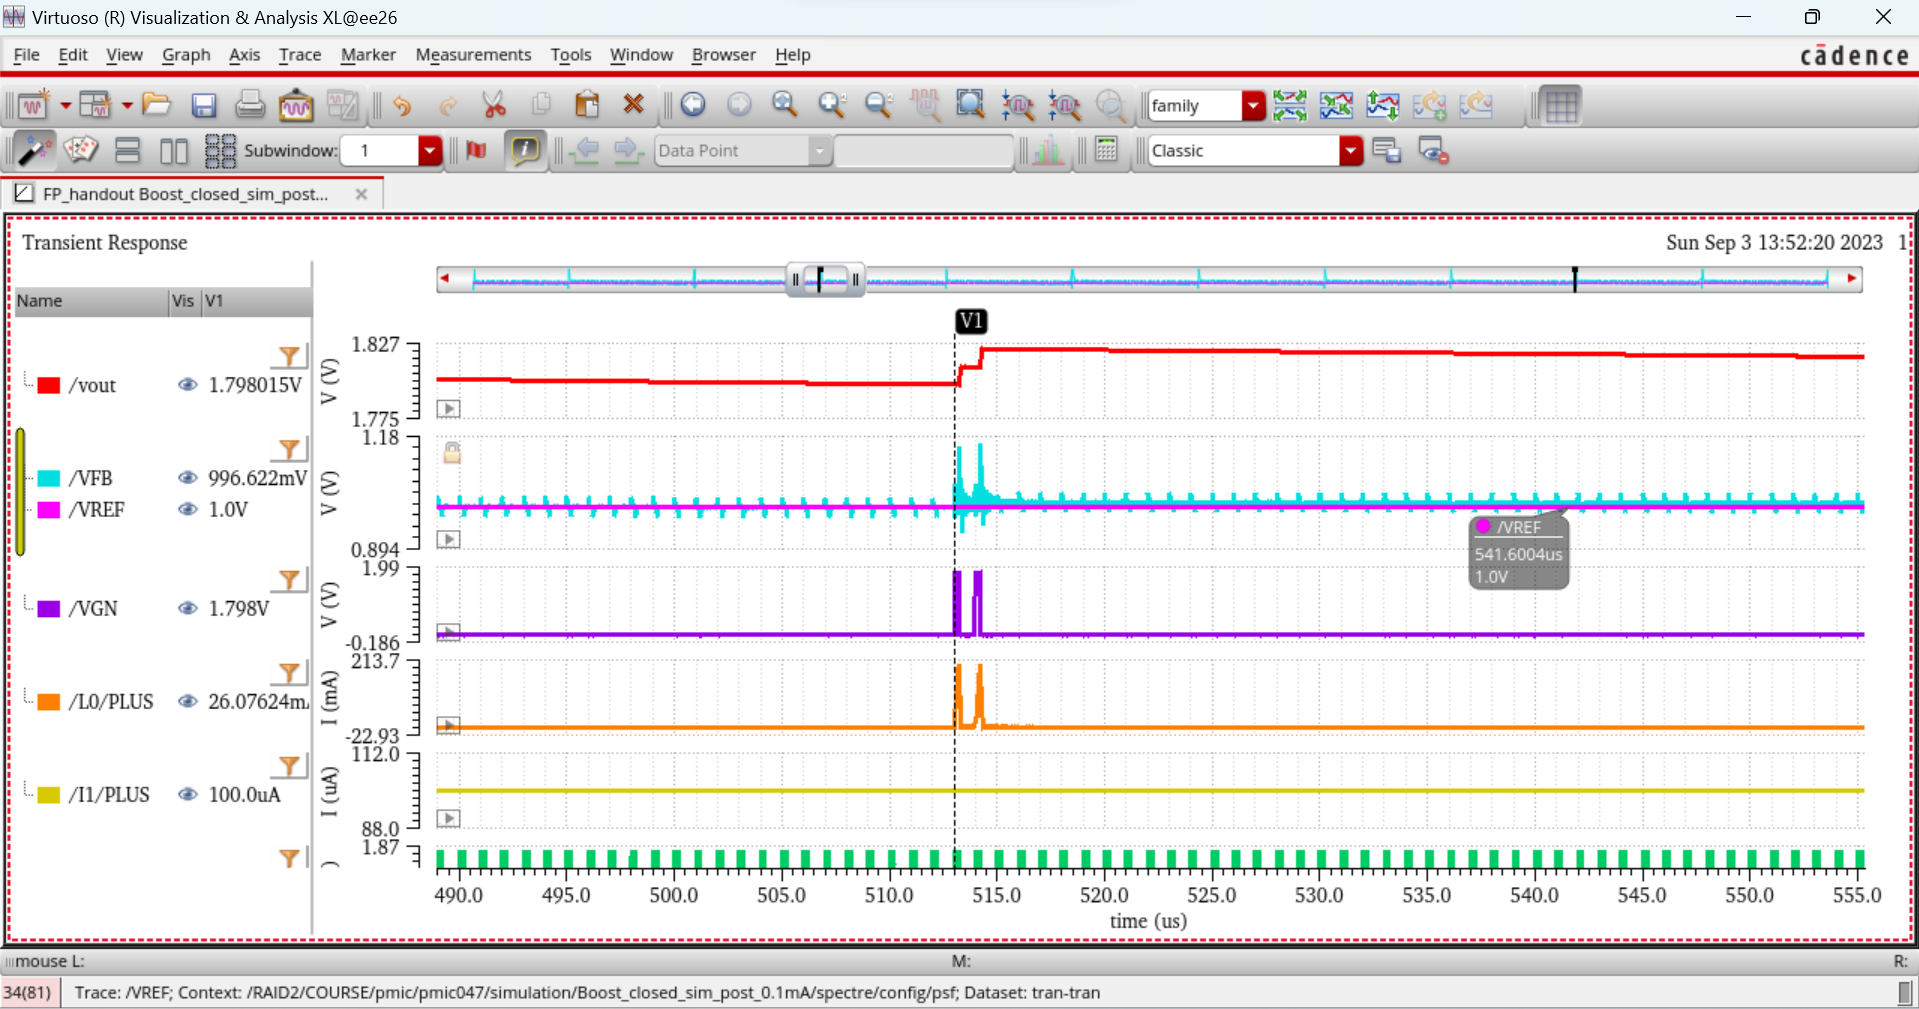 Virtuoso (R) Visualization & Analysis XL@ee26
File Edit View Graph Axis Trace Marker Measurements Tools Window Browser Help
cādence
family
Subwindow: 1
Data Point
Classic
FP_handout Boost_closed_sim_post...
Transient Response
Sun Sep 3 13:52:20 2023 1
Name Vis V1
V1
/vout 1.798015V
V (V)
1.827
1.775
/VFB 996.622mV
/VREF 1.0V
V (V)
1.18
0.894
/VREF
541.6004us
1.0V
/VGN 1.798V
V (V)
1.99
-0.186
/L0/PLUS 26.07624m
I (mA)
213.7
-22.93
/I1/PLUS 100.0uA
I (uA)
112.0
88.0
)
1.87
490.0 495.0 500.0 505.0 510.0 515.0 520.0 525.0 530.0 535.0 540.0 545.0 550.0 555.0
time (us)
mouse L: M: R:
34(81) Trace: /VREF; Context: /RAID2/COURSE/pmic/pmic047/simulation/Boost_closed_sim_post_0.1mA/spectre/config/psf; Dataset: tran-tran